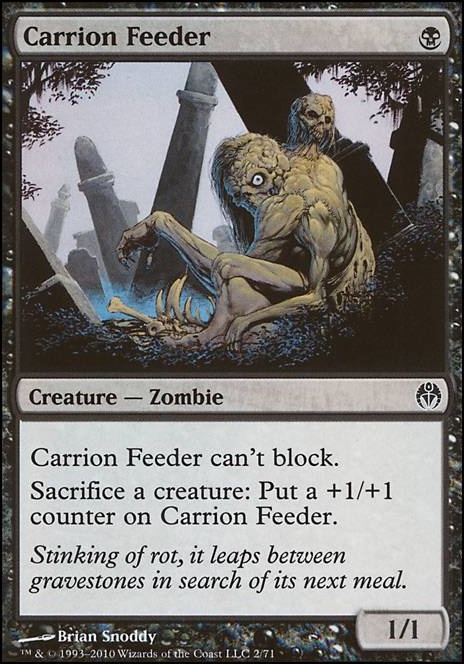 Carrion Feeder
Creature — Zombie
Carrion Feeder can't block.
Sacrifice a creature: Put a +1/+1
counter on Carrion Feeder.
Stinking of rot, it leaps between
gravestones in search of its next meal.
Brian Snoddy
1/1
™ & © 1993–2010 Wizards of the Coast LLC 2/71